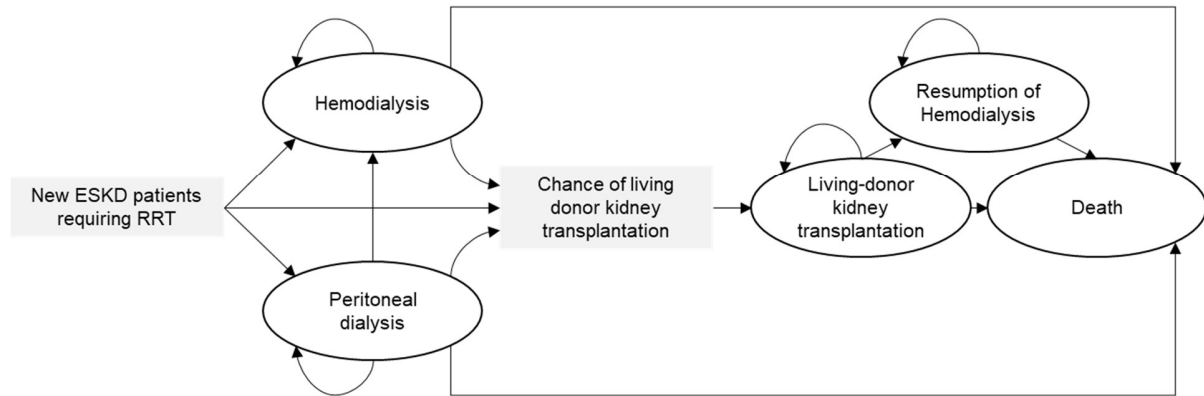 Hemodialysis
Resumption of
Hemodialysis
New ESKD patients
requiring RRT
Chance of living
donor kidney
transplantation
Living-donor
kidney
transplantation
Death
Peritoneal
dialysis